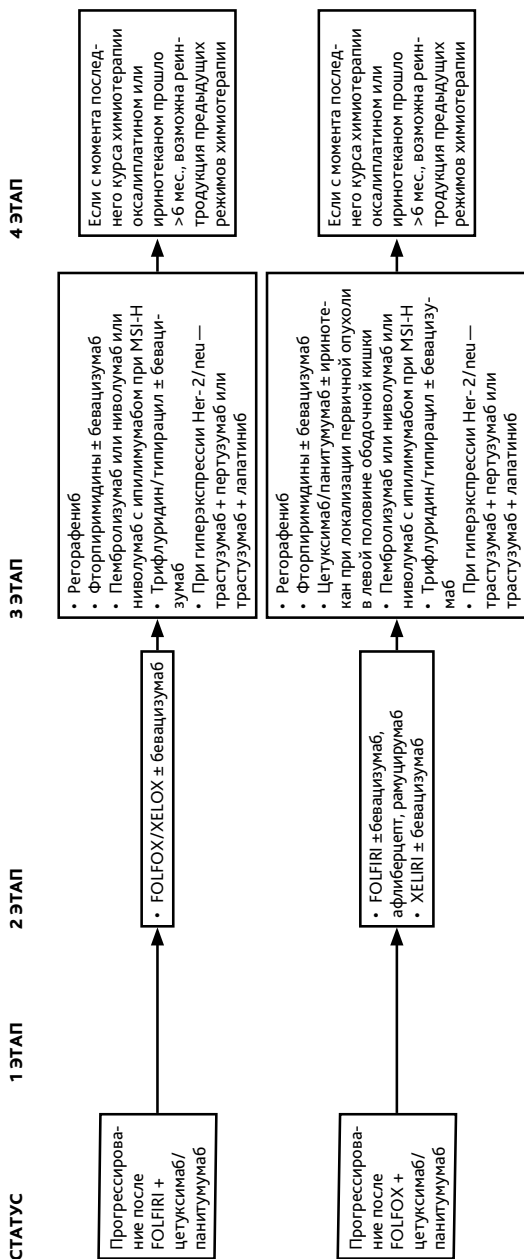 СТАТУС
1 ЭТАП
2 ЭТАП
3 ЭТАП
4 ЭТАП
Прогрессирова-
ние после
FOLFIRI +
цетуксимаб/
панитумумаб
• FOLFOX/XELOX ± бевацизумаб
• Регорафениб
• Фторпиримидины ± бевацизумаб
• Пембролизумаб или ниволумаб или
ниволумаб с ипилимумабом при MSI-H
• Трифлуридин/типирацил ± беваци-
зумаб
• При гиперэкспрессии Her-2/neu —
трастузумаб + пертузумаб или
трастузумаб + лапатиниб
Если с момента послед-
него курса химиотерапии
оксалиплатином или
иринотеканом прошло
>6 мес., возможна реин-
тродукция предыдущих
режимов химиотерапии
Прогрессирова-
ние после
FOLFOX +
цетуксимаб/
панитумумаб
• FOLFIRI ±бевацизумаб,
афлиберцепт, рамуцирумаб
• XELIRI ± бевацизумаб
• Регорафениб
• Фторпиримидины ± бевацизумаб
• Цетуксимаб/панитумумаб ±ириноте-
кан при локализации первичной опухоли
в левой половине ободочной кишки
• Пембролизумаб или ниволумаб или
ниволумаб с ипилимумабом при MSI-H
• Трифлуридин/типирацил ± бевацизу-
маб
• При гиперэкспрессии Her-2/neu —
трастузумаб + пертузумаб или
трастузумаб + лапатиниб
Если с момента послед-
него курса химиотерапии
оксалиплатином или
иринотеканом прошло
>6 мес., возможна реин-
тродукция предыдущих
режимов химиотерапии